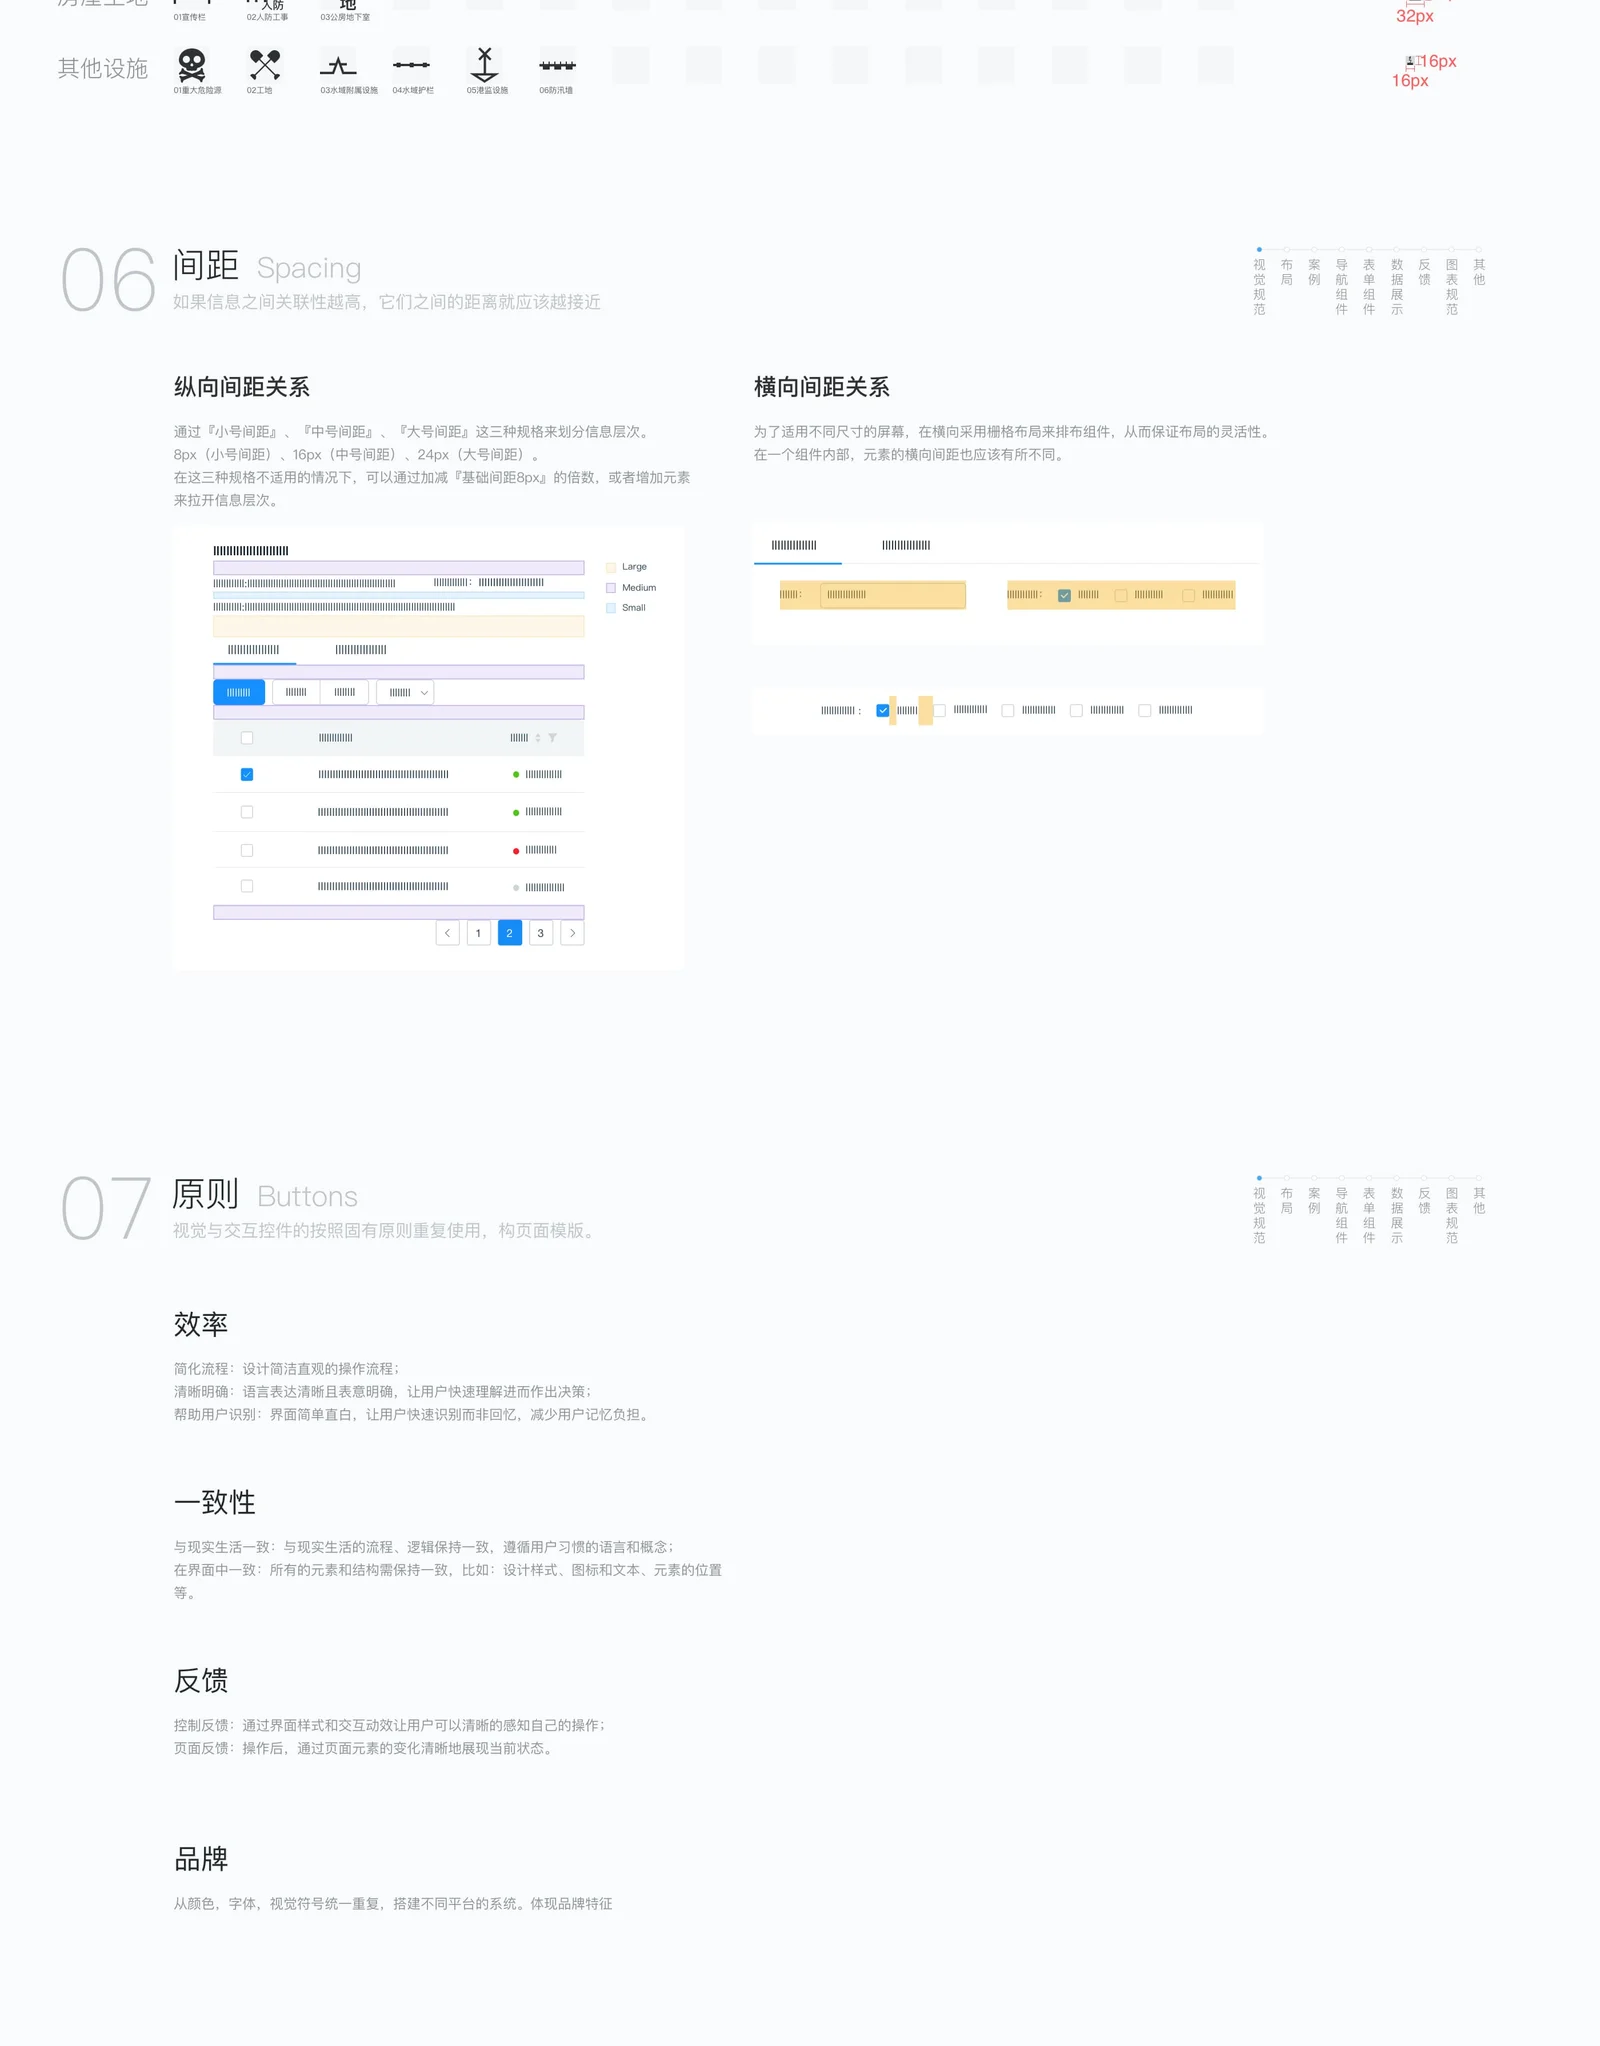 人防
地
01宣传栏 02人防工事 03公房地下室
32px
其他设施
16px
16px
01重大危险源 02工地 03水域附属设施 04水域护栏 05港监设施 06防汛墙
06 间距 Spacing
如果信息之间关联性越高，它们之间的距离就应该越接近
视觉规范 布局 案例 导航组件 表单组件 数据展示 反馈 图表规范 其他
纵向间距关系
通过『小号间距』、『中号间距』、『大号间距』这三种规格来划分信息层次。
8px（小号间距）、16px（中号间距）、24px（大号间距）。
在这三种规格不适用的情况下，可以通过加减『基础间距8px』的倍数，或者增加元素
来拉开信息层次。
Large
Medium
Small
1 2 3
横向间距关系
为了适用不同尺寸的屏幕，在横向采用栅格布局来排布组件，从而保证布局的灵活性。
在一个组件内部，元素的横向间距也应该有所不同。
07 原则 Buttons
视觉与交互控件的按照固有原则重复使用，构页面模版。
视觉规范 布局 案例 导航组件 表单组件 数据展示 反馈 图表规范 其他
效率
简化流程：设计简洁直观的操作流程；
清晰明确：语言表达清晰且表意明确，让用户快速理解进而作出决策；
帮助用户识别：界面简单直白，让用户快速识别而非回忆，减少用户记忆负担。
一致性
与现实生活一致：与现实生活的流程、逻辑保持一致，遵循用户习惯的语言和概念；
在界面中一致：所有的元素和结构需保持一致，比如：设计样式、图标和文本、元素的位置
等。
反馈
控制反馈：通过界面样式和交互动效让用户可以清晰的感知自己的操作；
页面反馈：操作后，通过页面元素的变化清晰地展现当前状态。
品牌
从颜色，字体，视觉符号统一重复，搭建不同平台的系统。体现品牌特征